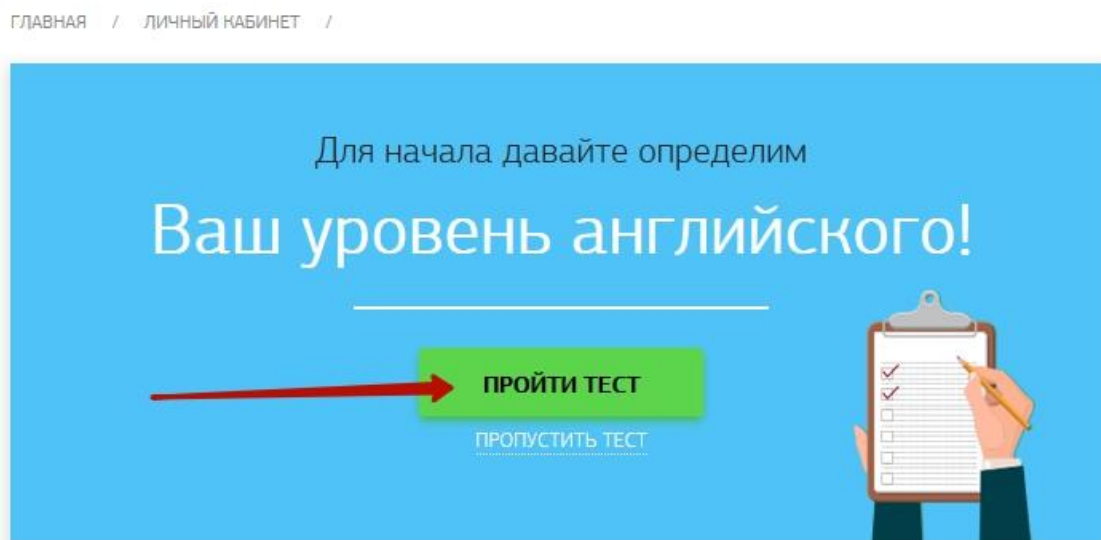 ГЛАВНАЯ / ЛИЧНЫЙ КАБИНЕТ /
Для начала давайте определим
Ваш уровень английского!
ПРОЙТИ ТЕСТ
ПРОПУСТИТЬ ТЕСТ